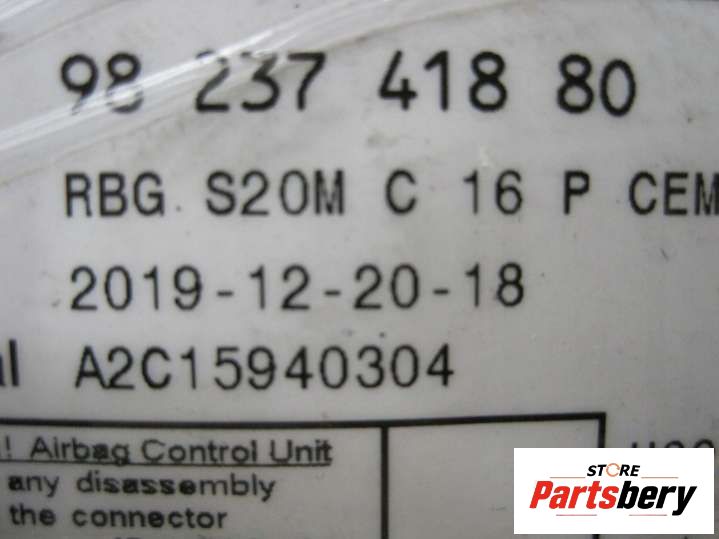 98 237 418 80
RBG S20M C 16 P CEM
2019-12-20-18
A2C15940304
! Airbag Control Unit
any disassembly
the connector
STORE
Partsbery